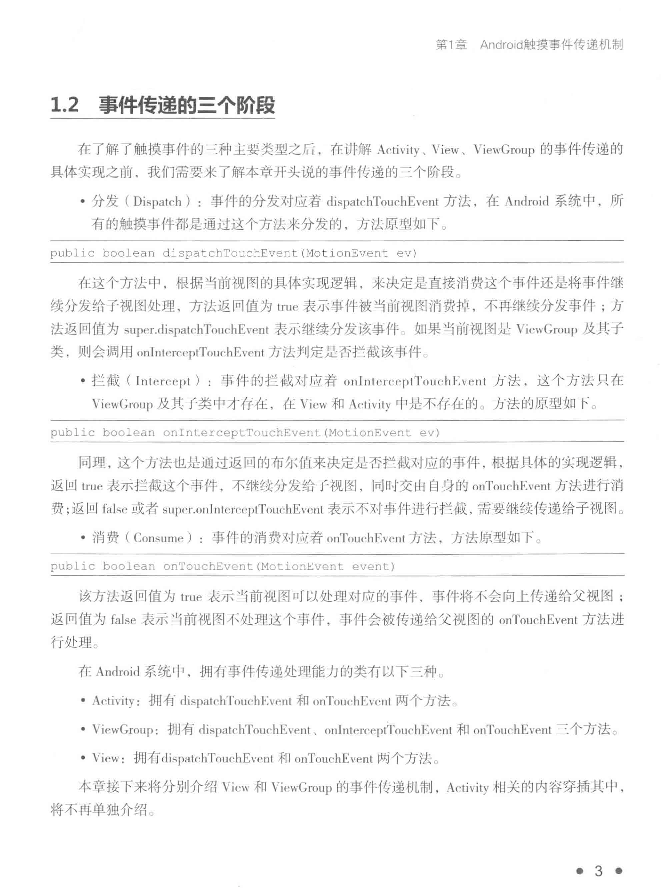 第1章 Android触摸事件传递机制
1.2 事件传递的三个阶段
在了解了触摸事件的三种主要类型之后，在讲解 Activity、View、ViewGroup 的事件传递的
具体实现之前，我们需要来了解本章开头说的事件传递的三个阶段。
• 分发（Dispatch）：事件的分发对应着 dispatchTouchEvent 方法，在 Android 系统中，所
有的触摸事件都是通过这个方法来分发的，方法原型如下。
public boolean dispatchTouchEvent(MotionEvent ev)
在这个方法中，根据当前视图的具体实现逻辑，来决定是直接消费这个事件还是将事件继
续分发给子视图处理，方法返回值为 true 表示事件被当前视图消费掉，不再继续分发事件；方
法返回值为 super.dispatchTouchEvent 表示继续分发该事件。如果当前视图是 ViewGroup 及其子
类，则会调用 onInterceptTouchEvent 方法判定是否拦截该事件。
• 拦截（Intercept）：事件的拦截对应着 onInterceptTouchEvent 方法，这个方法只在
ViewGroup 及其子类中才存在，在 View 和 Activity 中是不存在的。方法的原型如下。
public boolean onInterceptTouchEvent(MotionEvent ev)
同理，这个方法也是通过返回的布尔值来决定是否拦截对应的事件，根据具体的实现逻辑，
返回 true 表示拦截这个事件，不继续分发给子视图，同时交由自身的 onTouchEvent 方法进行消
费；返回 false 或者 super.onInterceptTouchEvent 表示不对事件进行拦截，需要继续传递给子视图。
• 消费（Consume）：事件的消费对应着 onTouchEvent 方法，方法原型如下。
public boolean onTouchEvent(MotionEvent event)
该方法返回值为 true 表示当前视图可以处理对应的事件，事件将不会向上传递给父视图；
返回值为 false 表示当前视图不处理这个事件，事件会被传递给父视图的 onTouchEvent 方法进
行处理。
在 Android 系统中，拥有事件传递处理能力的类有以下三种。
• Activity：拥有 dispatchTouchEvent 和 onTouchEvent 两个方法。
• ViewGroup：拥有 dispatchTouchEvent、onInterceptTouchEvent 和 onTouchEvent 三个方法。
• View：拥有dispatchTouchEvent 和 onTouchEvent 两个方法。
本章接下来将分别介绍 View 和 ViewGroup 的事件传递机制，Activity 相关的内容穿插其中，
将不再单独介绍。
• 3 •